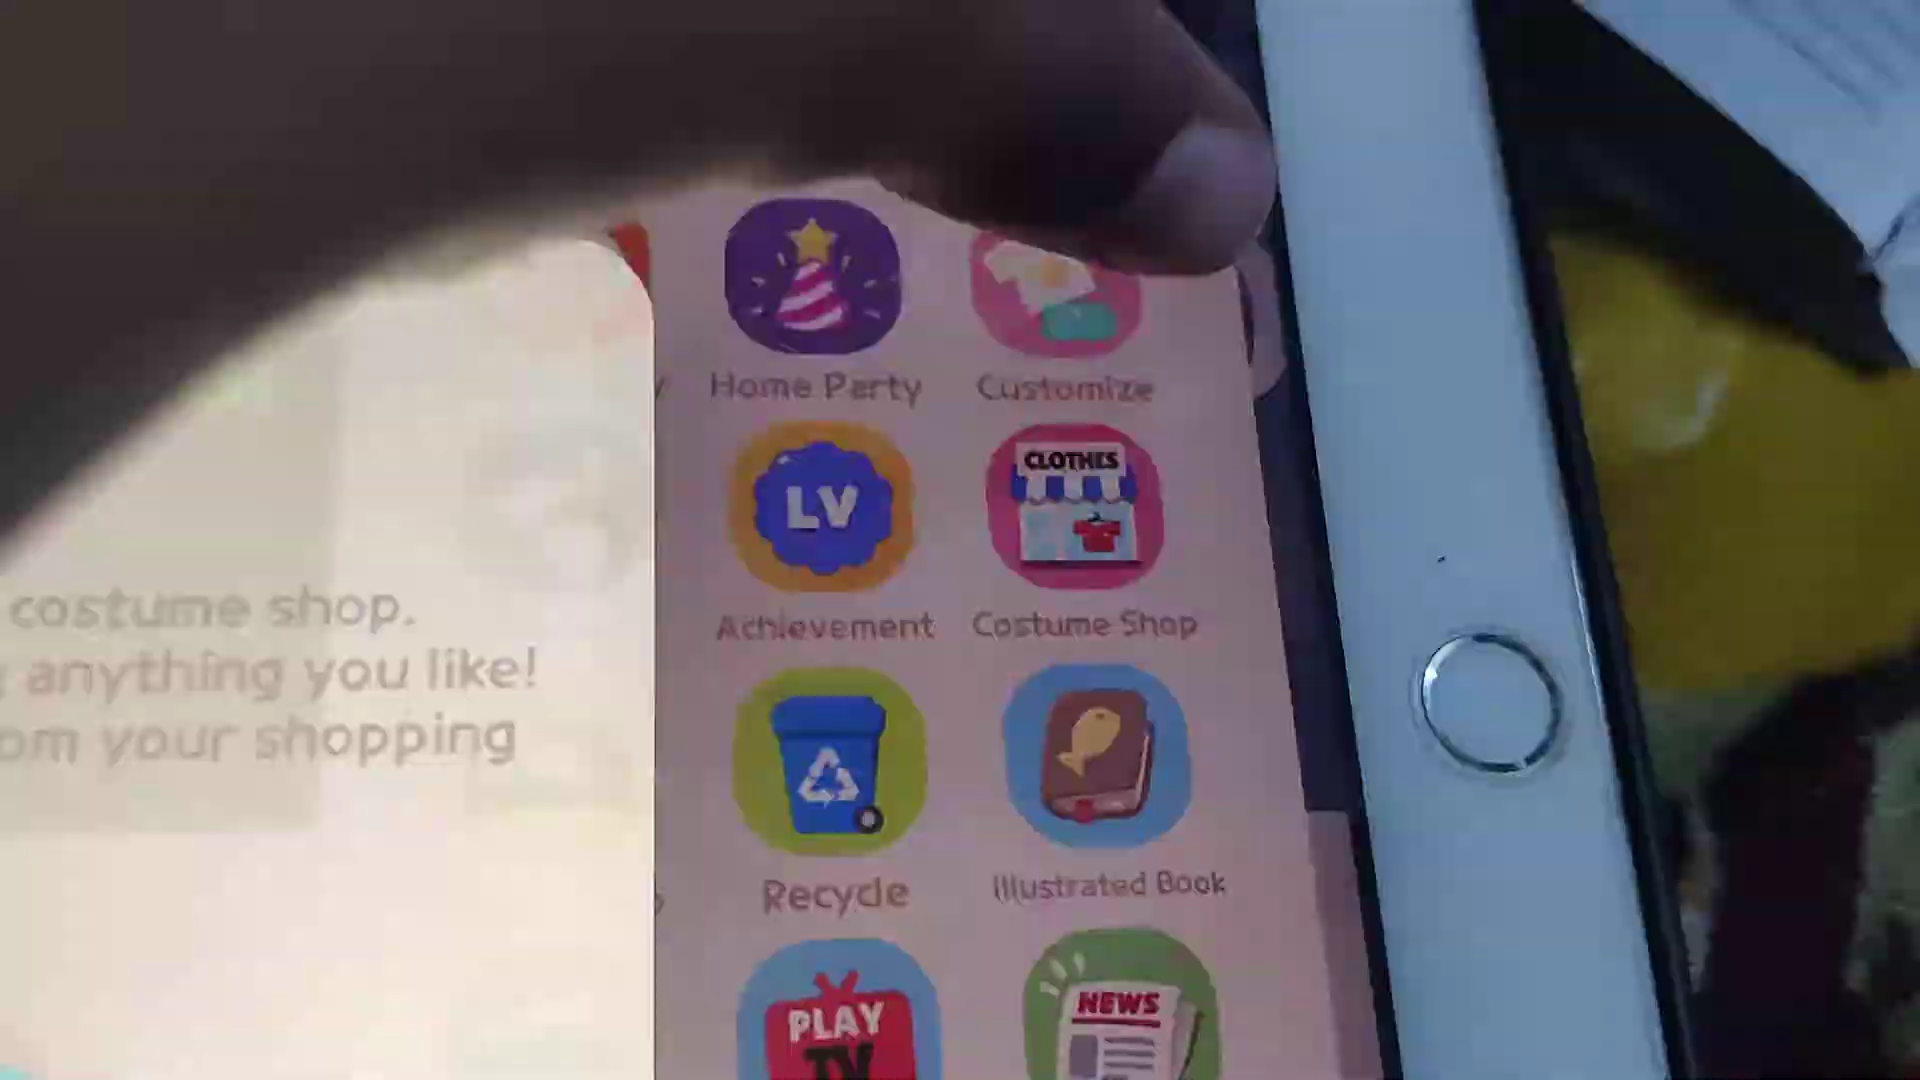 Home Party
Customize
LV
CLOTHES
Achievement
Costume Shop
costume shop.
anything you like!
om your shopping
Recycle
Illustrated Book
PLAY
TV
NEWS